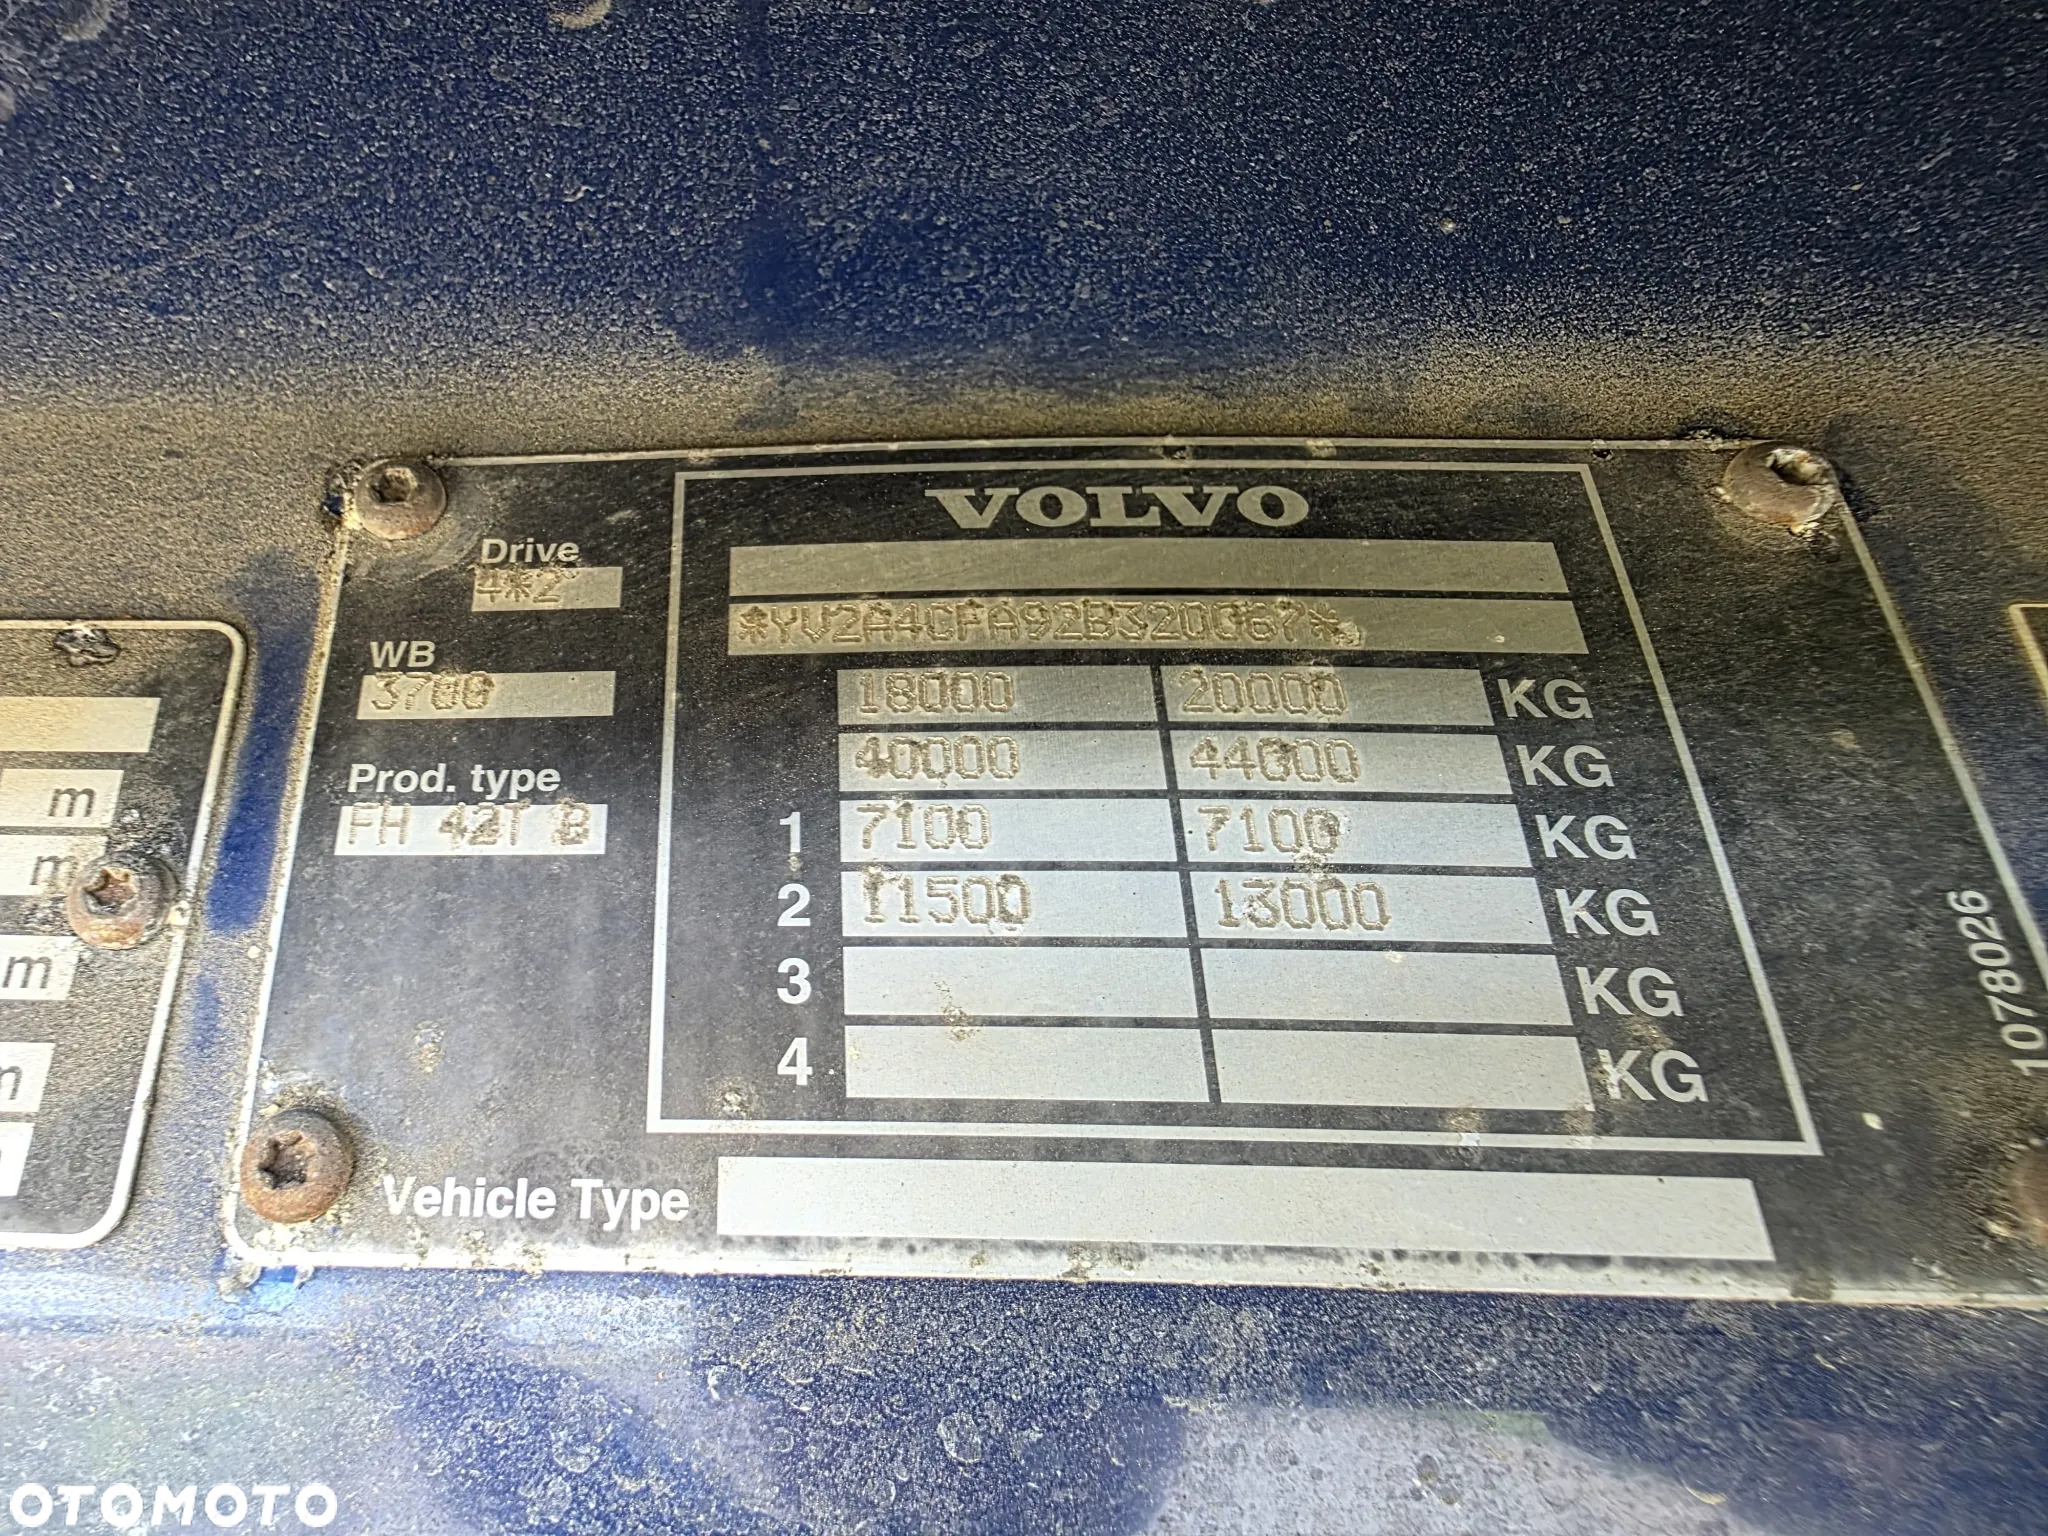 VOLVO
Drive
4*2
*YV2A4CFA92B320067*
WB
3700
18000 20000 KG
40000 44000 KG
Prod. type
FH 42T B
1 7100 7100 KG
2 11500 13000 KG
3 KG
4 KG
Vehicle Type
1078026
m
m
m
m
OTOMOTO